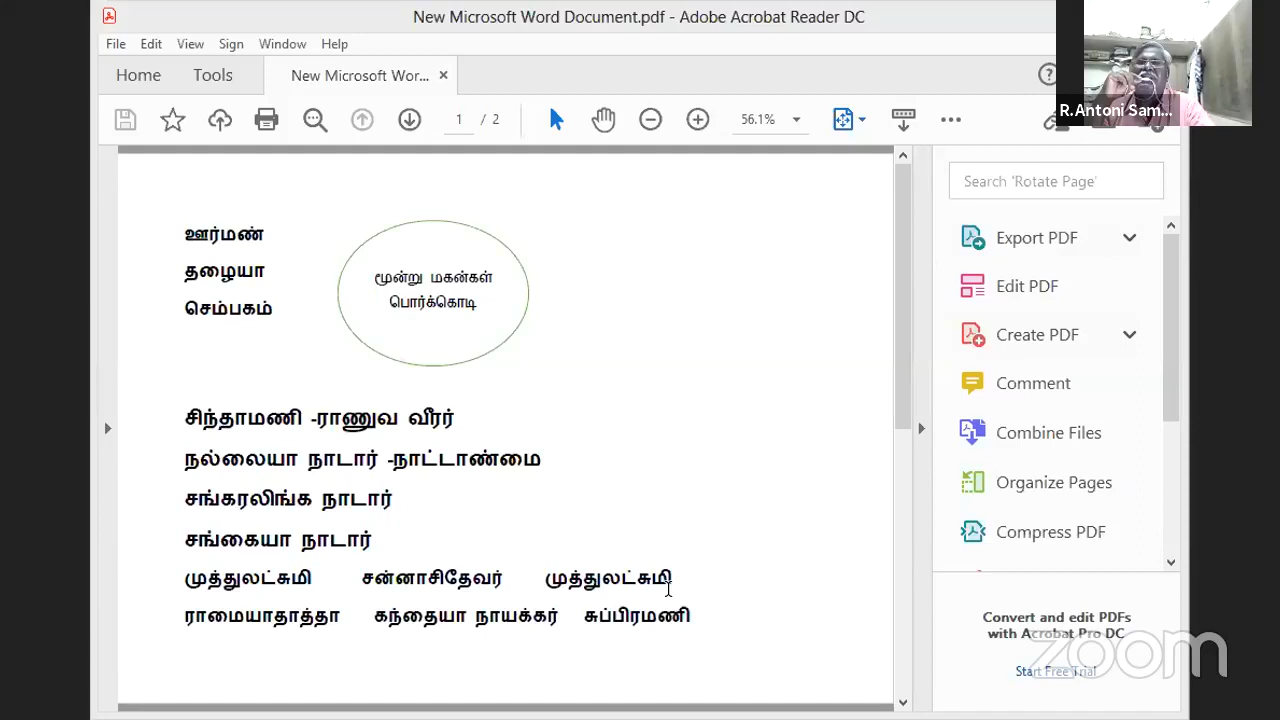 New Microsoft Word Document.pdf - Adobe Acrobat Reader DC
File Edit View Sign Window Help
Home Tools New Microsoft Wor... ×
1 / 2 56.1%
R.Antoni Sam...
Search 'Rotate Page'
ஊர்மண்
தழையா
செம்பகம்
மூன்று மகன்கள்
பொர்க்கொடி
சிந்தாமணி -ராணுவ வீரர்
நல்லையா நாடார் -நாட்டாண்மை
சங்கரலிங்க நாடார்
சங்கையா நாடார்
முத்துலட்சுமி சன்னாசிதேவர் முத்துலட்சுமி
ராமையாதாத்தா கந்தையா நாயக்கர் சுப்பிரமணி
Export PDF
Edit PDF
Create PDF
Comment
Combine Files
Organize Pages
Compress PDF
Convert and edit PDFs
with Acrobat Pro DC
Start Free Trial
zoom